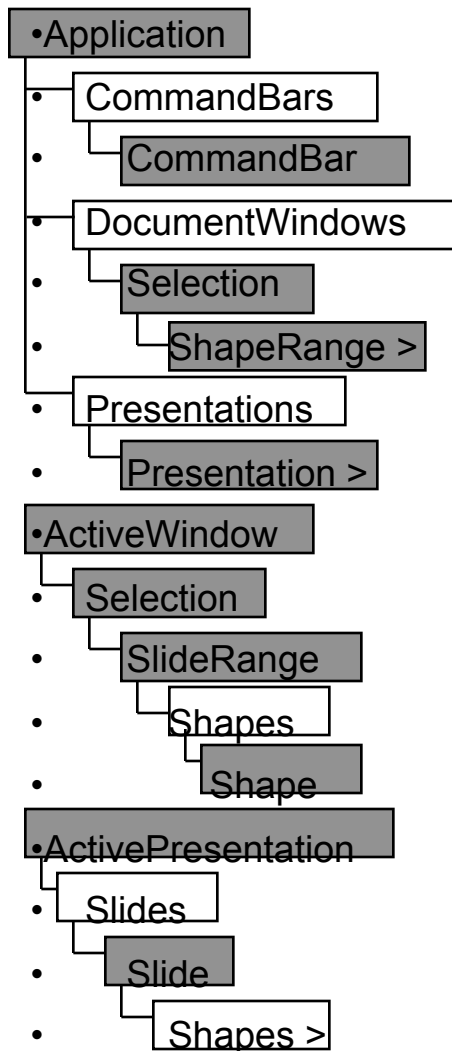 •Application
• CommandBars
• CommandBar
• DocumentWindows
• Selection
• ShapeRange >
• Presentations
• Presentation >
•ActiveWindow
• Selection
• SlideRange
• Shapes
• Shape
•ActivePresentation
• Slides
• Slide
• Shapes >